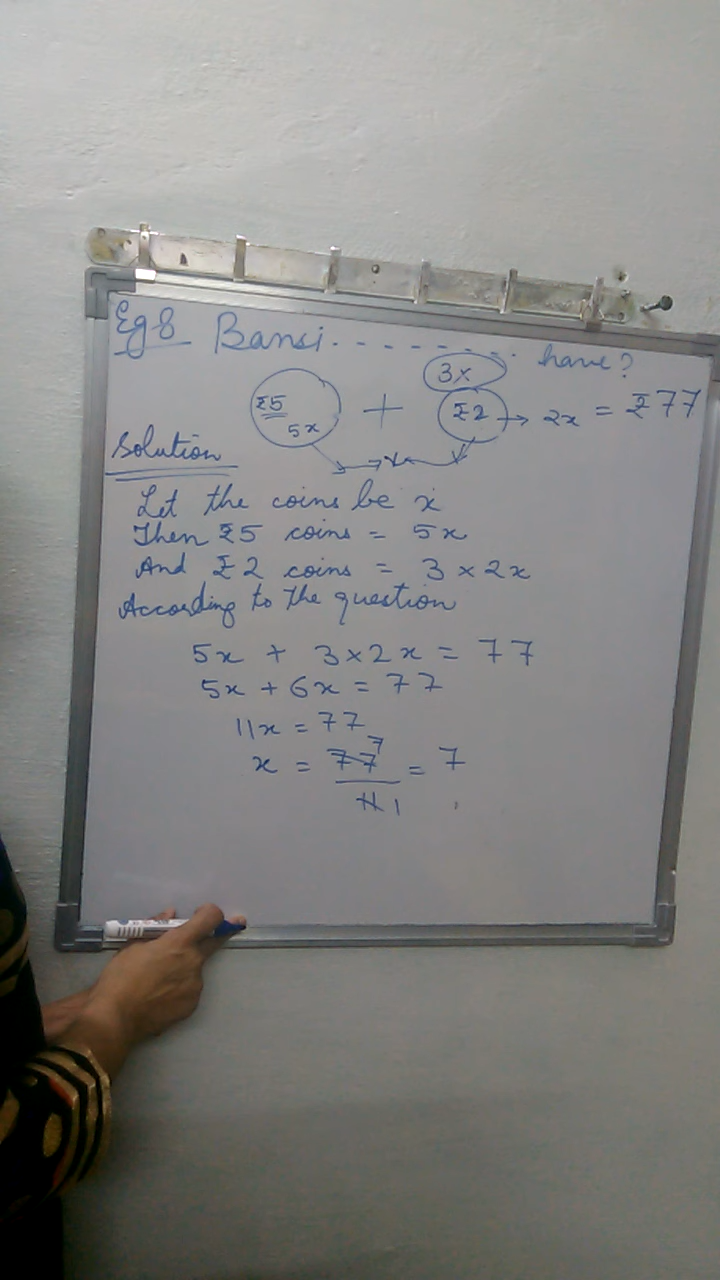 Eg 8 Bansi. - - - - - - - . have?
3x
₹5 5x + ₹2 → 2x = ₹77
Solution
Let the coins be x
Then ₹5 coins = 5x
And ₹2 coins = 3 × 2x
According to the question
5x + 3×2x = 77
5x + 6x = 77
11x = 77
x = 77/11 = 7
7
1